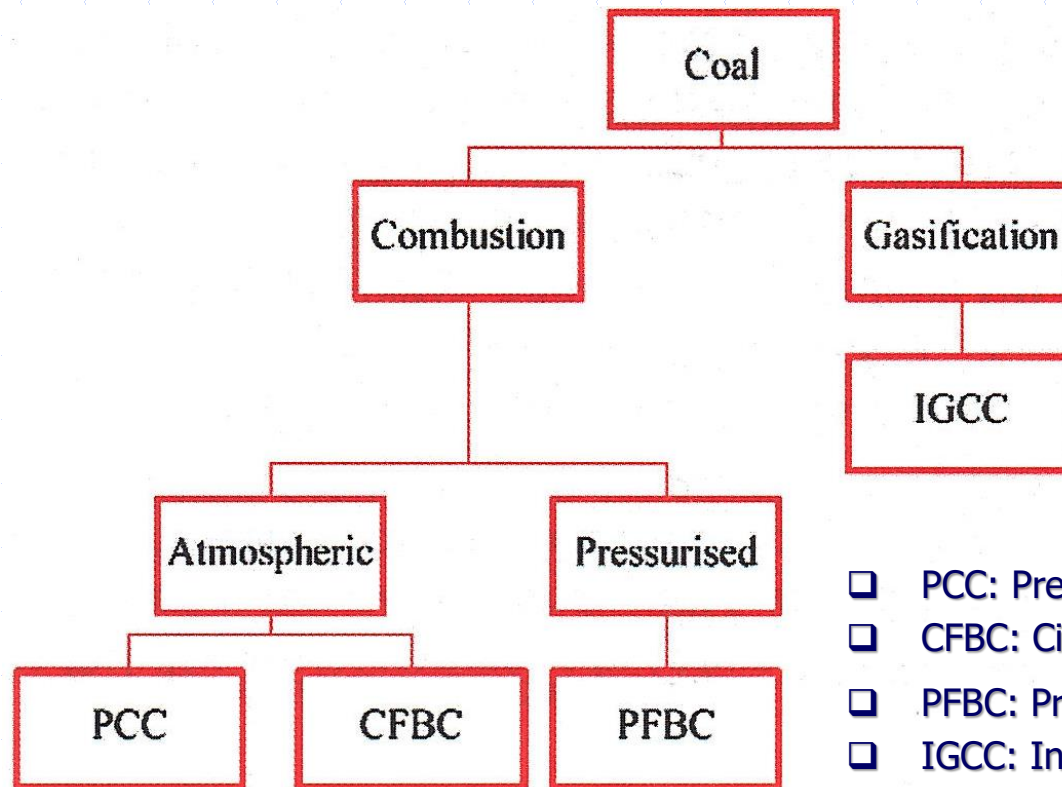 Coal
Combustion
Gasification
IGCC
Atmospheric
Pressurised
PCC
CFBC
PFBC
❑ PCC: Pre
❑ CFBC: Ci
❑ PFBC: Pr
❑ IGCC: In